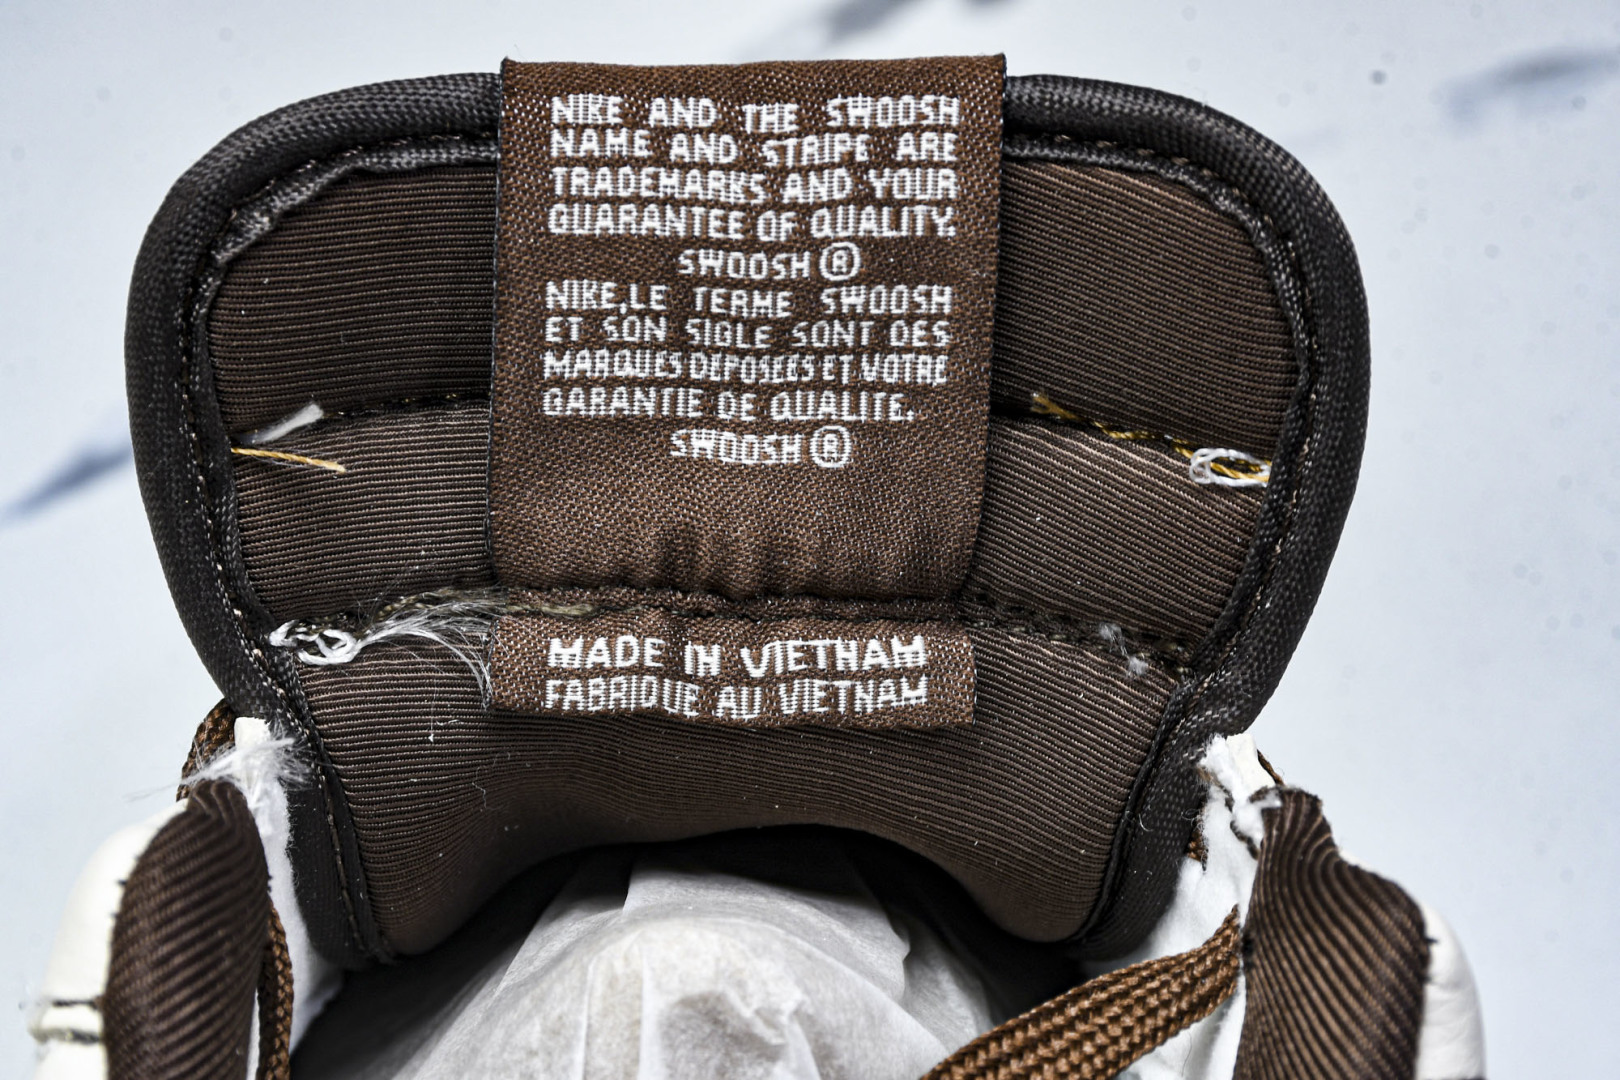 NIKE AND THE SWOOSH
NAME AND STRIPE ARE
TRADEMARKS AND YOUR
GUARANTEE OF QUALITY.
SWOOSH ®
NIKE, LE TERME SWOOSH
ET SON SIGLE SONT DES
MARQUES DEPOSEES ET VOTRE
GARANTIE DE QUALITE.
SWOOSH ®
MADE IN VIETNAM
FABRIQUE AU VIETNAM